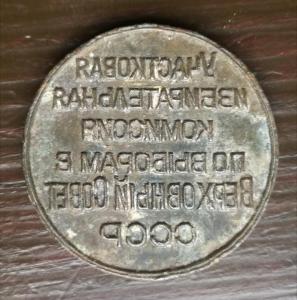 УЧАСТКОВАЯ
ИЗБИРАТЕЛЬНАЯ
КОМИССИЯ
ПО ВЫБОРАМ В
ВЕРХОВНЫЙ СОВЕТ
СССР